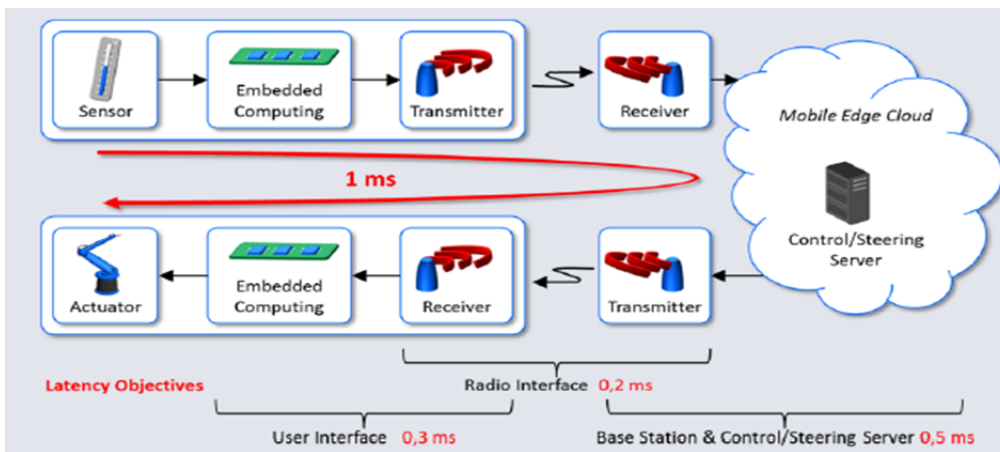 Sensor
Embedded
Computing
Transmitter
Receiver
Mobile Edge Cloud
1 ms
Control/Steering
Server
Actuator
Embedded
Computing
Receiver
Transmitter
Latency Objectives
Radio Interface 0,2 ms
User Interface 0,3 ms
Base Station & Control/Steering Server 0,5 ms